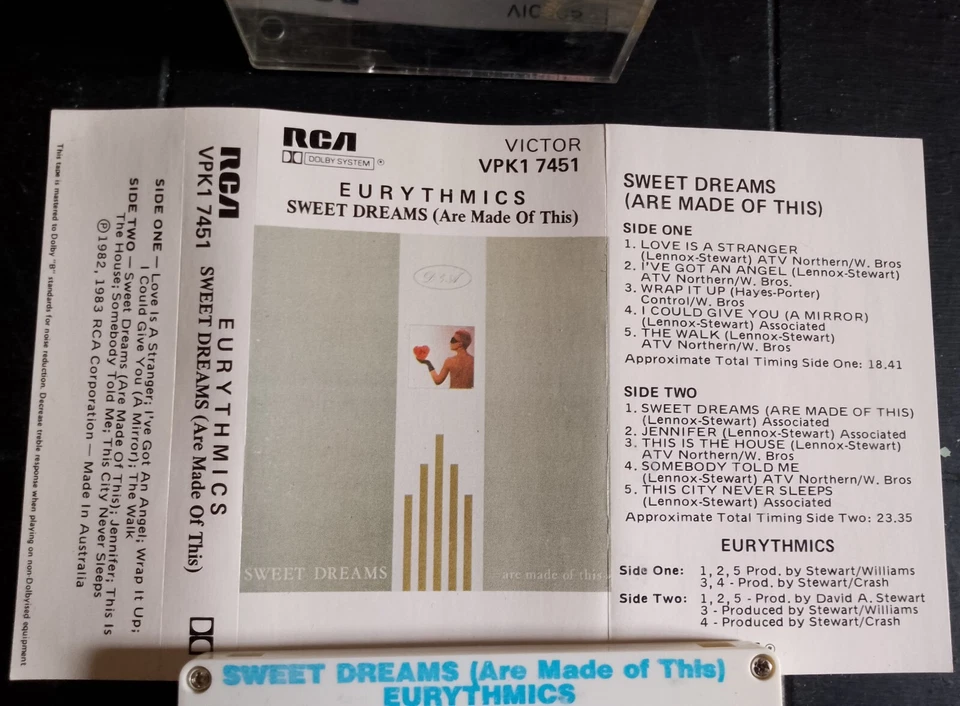 VICTOR
This tape is mastered to Dolby "B" standards for noise reduction. Decrease treble response when playing on non-Dolbyised equipment
SIDE ONE — Love Is A Stranger; I've Got An Angel; Wrap It Up;
I Could Give You (A Mirror); The Walk
SIDE TWO — Sweet Dreams (Are Made Of This); Jennifer; This Is
The House; Somebody Told Me; This City Never Sleeps
Ⓟ1982, 1983 RCA Corporation — Made In Australia
RCA
VPK1 7451
EURYTHMICS
SWEET DREAMS (Are Made Of This)
RCA
VICTOR
DOLBY SYSTEM ®
VPK1 7451
EURYTHMICS
SWEET DREAMS (Are Made Of This)
SWEET DREAMS
are made of this
SWEET DREAMS
(ARE MADE OF THIS)
SIDE ONE
1. LOVE IS A STRANGER
(Lennox-Stewart) ATV Northern/W. Bros
2. I'VE GOT AN ANGEL (Lennox-Stewart)
ATV Northern/W. Bros.
3. WRAP IT UP (Hayes-Porter)
Control/W. Bros
4. I COULD GIVE YOU (A MIRROR)
(Lennox-Stewart) Associated
5. THE WALK (Lennox-Stewart)
ATV Northern/W. Bros
Approximate Total Timing Side One: 18.41
SIDE TWO
1. SWEET DREAMS (ARE MADE OF THIS)
(Lennox-Stewart) Associated
2. JENNIFER (Lennox-Stewart) Associated
3. THIS IS THE HOUSE (Lennox-Stewart)
ATV Northern/W. Bros
4. SOMEBODY TOLD ME
(Lennox-Stewart) ATV Northern/W. Bros
5. THIS CITY NEVER SLEEPS
(Lennox-Stewart) Associated
Approximate Total Timing Side Two: 23.35
EURYTHMICS
Side One: 1, 2, 5 Prod. by Stewart/Williams
3, 4 - Prod. by Stewart/Crash
Side Two: 1, 2, 5 - Prod. by David A. Stewart
3 - Produced by Stewart/Williams
4 - Produced by Stewart/Crash
SWEET DREAMS (Are Made of This)
EURYTHMICS